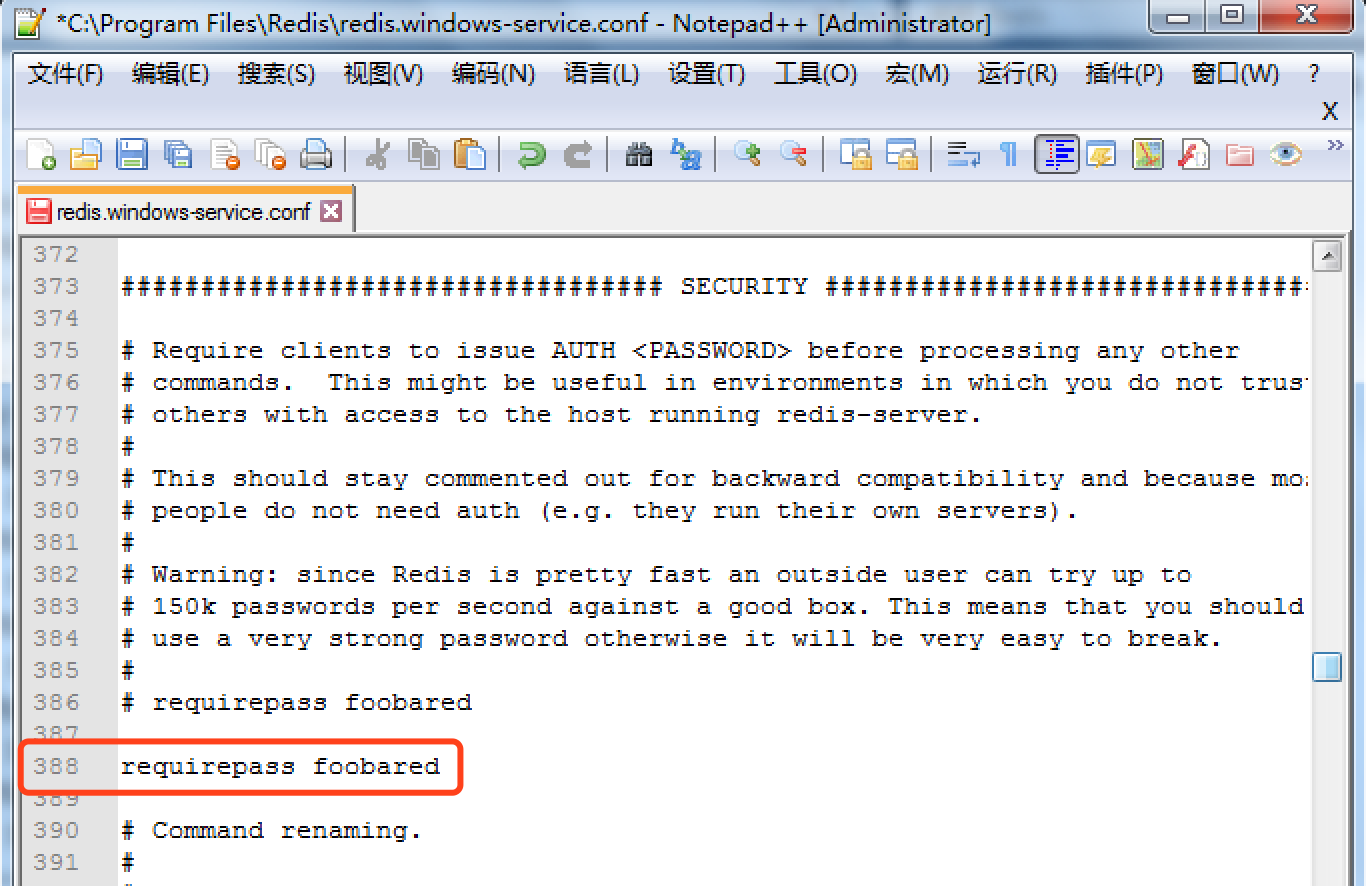 *C:\Program Files\Redis\redis.windows-service.conf - Notepad++ [Administrator]
文件(F) 编辑(E) 搜索(S) 视图(V) 编码(N) 语言(L) 设置(T) 工具(O) 宏(M) 运行(R) 插件(P) 窗口(W) ?
X
redis.windows-service.conf
372
373 ################################## SECURITY ##############################
374
375 # Require clients to issue AUTH <PASSWORD> before processing any other
376 # commands.  This might be useful in environments in which you do not trust
377 # others with access to the host running redis-server.
378 #
379 # This should stay commented out for backward compatibility and because mo
380 # people do not need auth (e.g. they run their own servers).
381 #
382 # Warning: since Redis is pretty fast an outside user can try up to
383 # 150k passwords per second against a good box. This means that you should
384 # use a very strong password otherwise it will be very easy to break.
385 #
386 # requirepass foobared
387
388 requirepass foobared
389
390 # Command renaming.
391 #